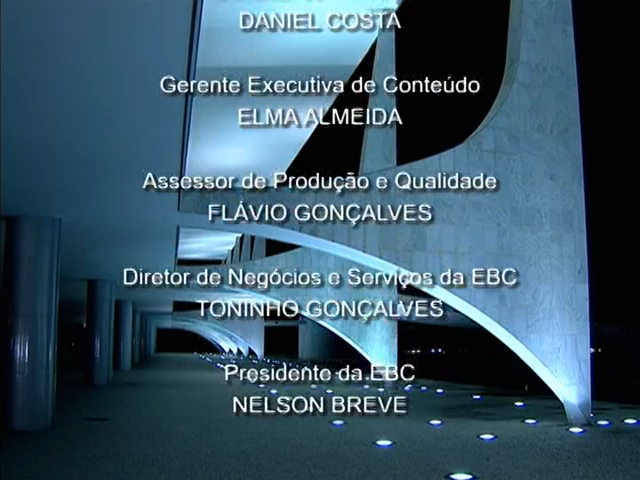 DANIEL COSTA
Gerente Executiva de Conteúdo
ELMA ALMEIDA
Assessor de Produção e Qualidade
FLÁVIO GONÇALVES
Diretor de Negócios e Serviços da EBC
TONINHO GONÇALVES
Presidente da EBC
NELSON BREVE